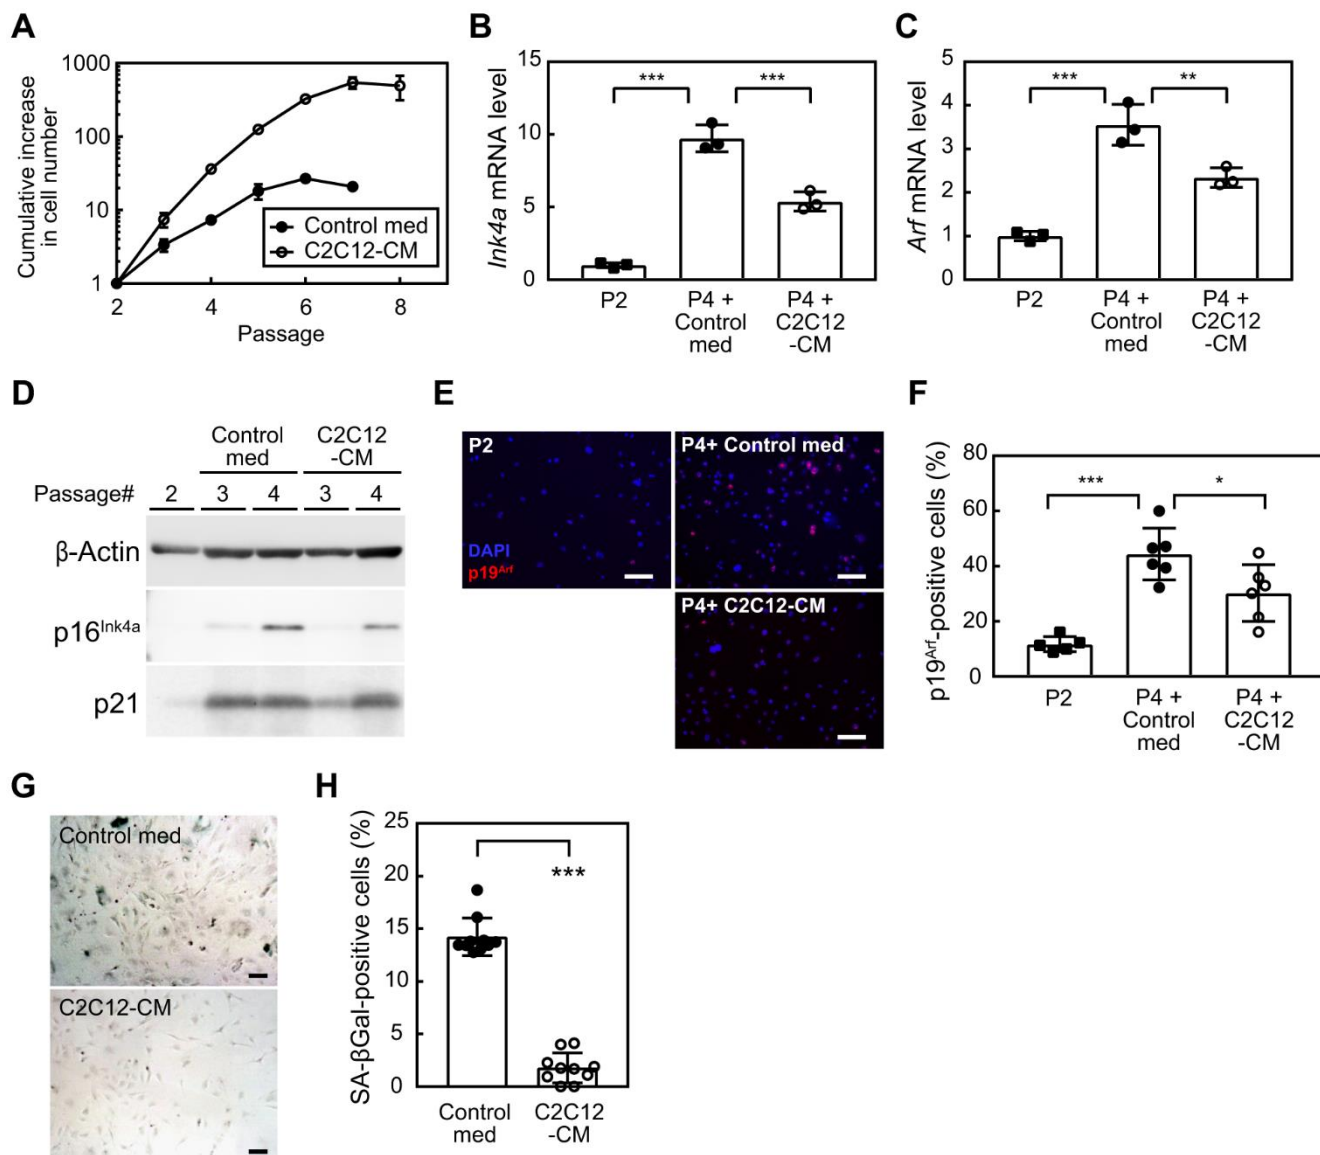 A
Cumulative increase
in cell number
1000
100
10
1
2
4
6
8
Passage
Control med
C2C12-CM
B
Ink4a mRNA level
15
10
5
0
***
***
P2
P4 +
Control
med
P4 +
C2C12
-CM
C
Arf mRNA level
5
4
3
2
1
0
***
**
P2
P4 +
Control
med
P4 +
C2C12
-CM
D
Control
med
C2C12
-CM
Passage#
2
3
4
3
4
β-Actin
p16Ink4a
p21
E
P2
DAPI
p19Arf
P4+ Control med
P4+ C2C12-CM
F
p19Arf-positive cells (%)
80
60
40
20
0
***
*
P2
P4 +
Control
med
P4 +
C2C12
-CM
G
Control med
C2C12-CM
H
SA-βGal-positive cells (%)
25
20
15
10
5
0
***
Control
med
C2C12
-CM